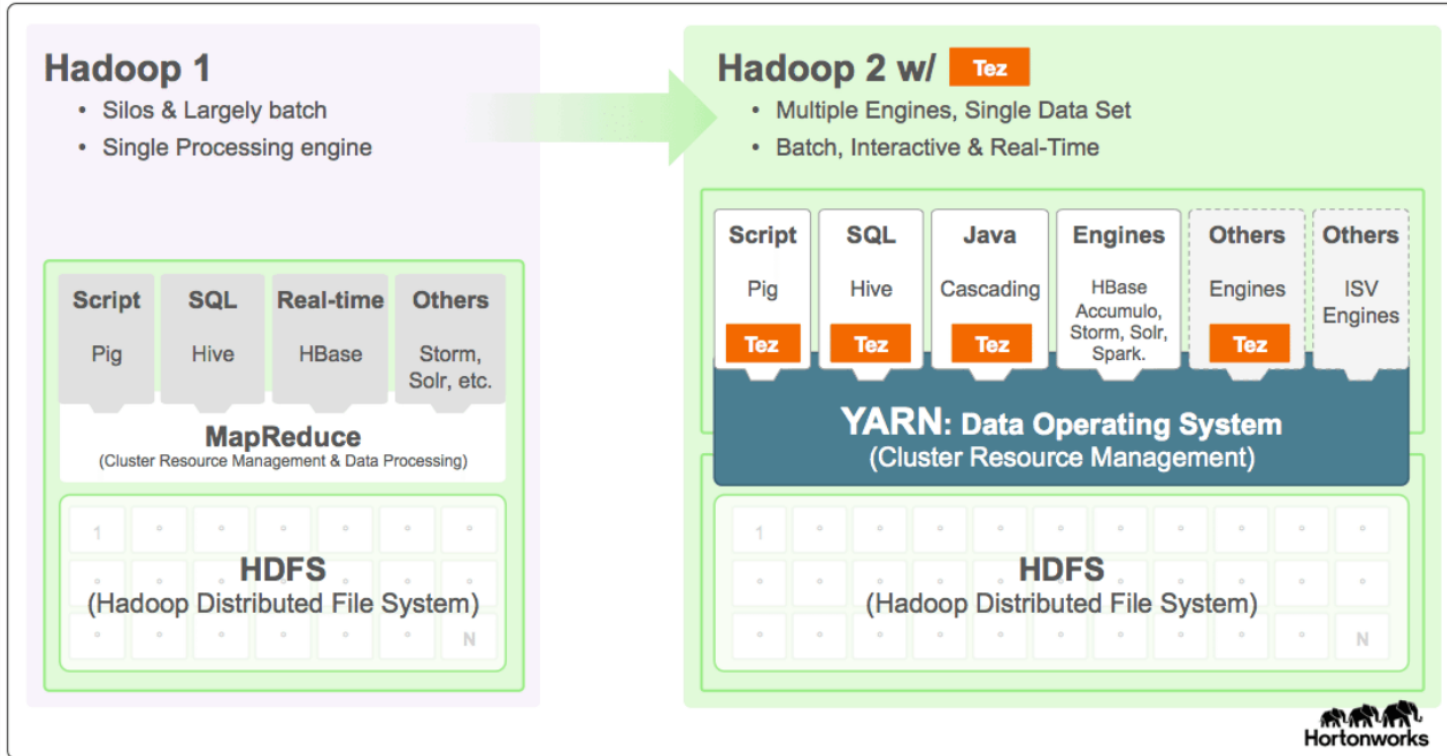 Hadoop 1
• Silos & Largely batch
• Single Processing engine
Script
Pig
SQL
Hive
Real-time
HBase
Others
Storm,
Solr, etc.
MapReduce
(Cluster Resource Management & Data Processing)
1
HDFS
(Hadoop Distributed File System)
N
Hadoop 2 w/ Tez
• Multiple Engines, Single Data Set
• Batch, Interactive & Real-Time
Script
Pig
Tez
SQL
Hive
Tez
Java
Cascading
Tez
Engines
HBase
Accumulo,
Storm, Solr,
Spark.
Others
Engines
Tez
Others
ISV
Engines
YARN: Data Operating System
(Cluster Resource Management)
1
HDFS
(Hadoop Distributed File System)
N
Hortonworks